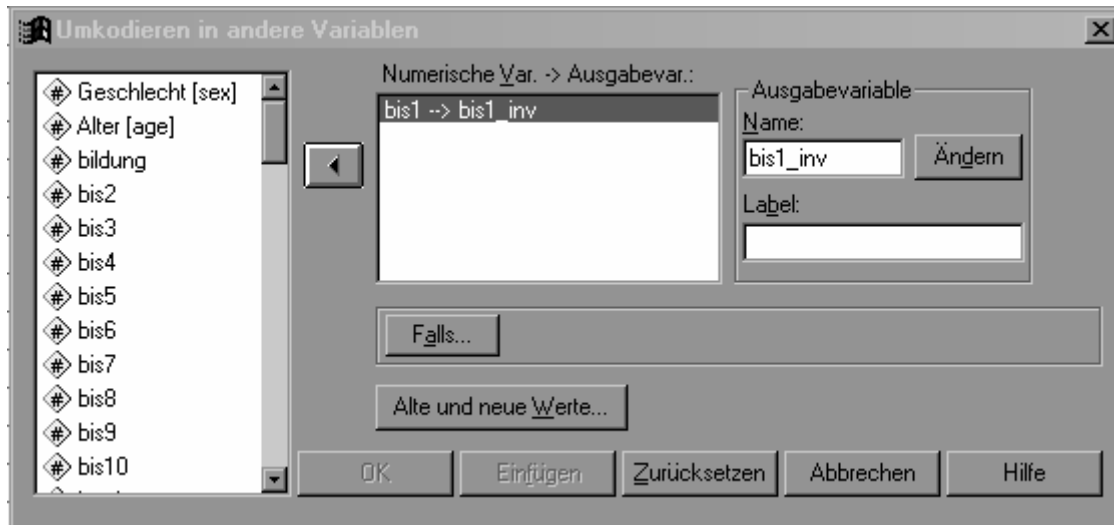 Umkodieren in andere Variablen
Geschlecht [sex]
Alter [age]
bildung
bis2
bis3
bis4
bis5
bis6
bis7
bis8
bis9
bis10
Numerische Var. -> Ausgabevar.:
bis1 --> bis1_inv
Ausgabevariable
Name:
bis1_inv
Ändern
Label:
Falls...
Alte und neue Werte...
OK
Einfügen
Zurücksetzen
Abbrechen
Hilfe